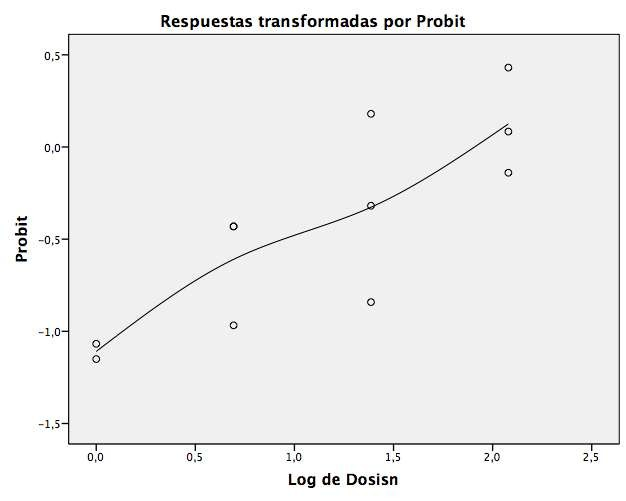 Respuestas transformadas por Probit
0,5
0,0
−0,5
−1,0
−1,5
Probit
0,0 0,5 1,0 1,5 2,0 2,5
Log de Dosisn